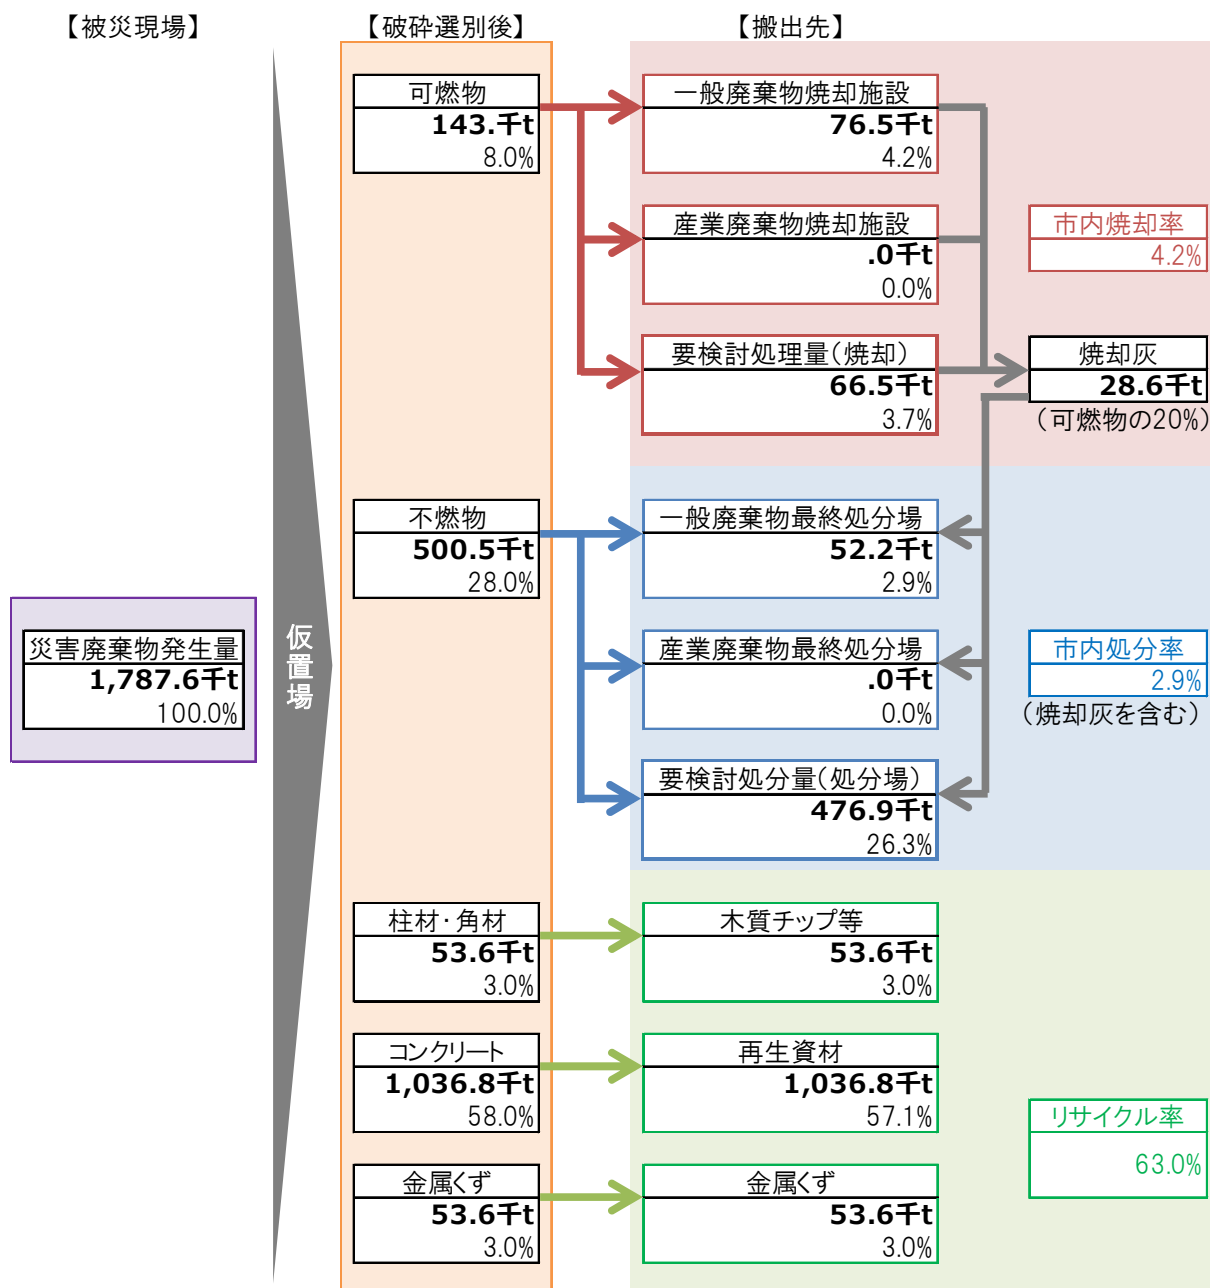 【被災現場】
【破砕選別後】
【搬出先】
災害廃棄物発生量
1,787.6千t
100.0%
仮置場
可燃物
143.千t
8.0%
不燃物
500.5千t
28.0%
柱材・角材
53.6千t
3.0%
コンクリート
1,036.8千t
58.0%
金属くず
53.6千t
3.0%
一般廃棄物焼却施設
76.5千t
4.2%
産業廃棄物焼却施設
.0千t
0.0%
要検討処理量（焼却）
66.5千t
3.7%
一般廃棄物最終処分場
52.2千t
2.9%
産業廃棄物最終処分場
.0千t
0.0%
要検討処分量（処分場）
476.9千t
26.3%
木質チップ等
53.6千t
3.0%
再生資材
1,036.8千t
57.1%
金属くず
53.6千t
3.0%
市内焼却率
4.2%
焼却灰
28.6千t
（可燃物の20%）
市内処分率
2.9%
（焼却灰を含む）
リサイクル率
63.0%